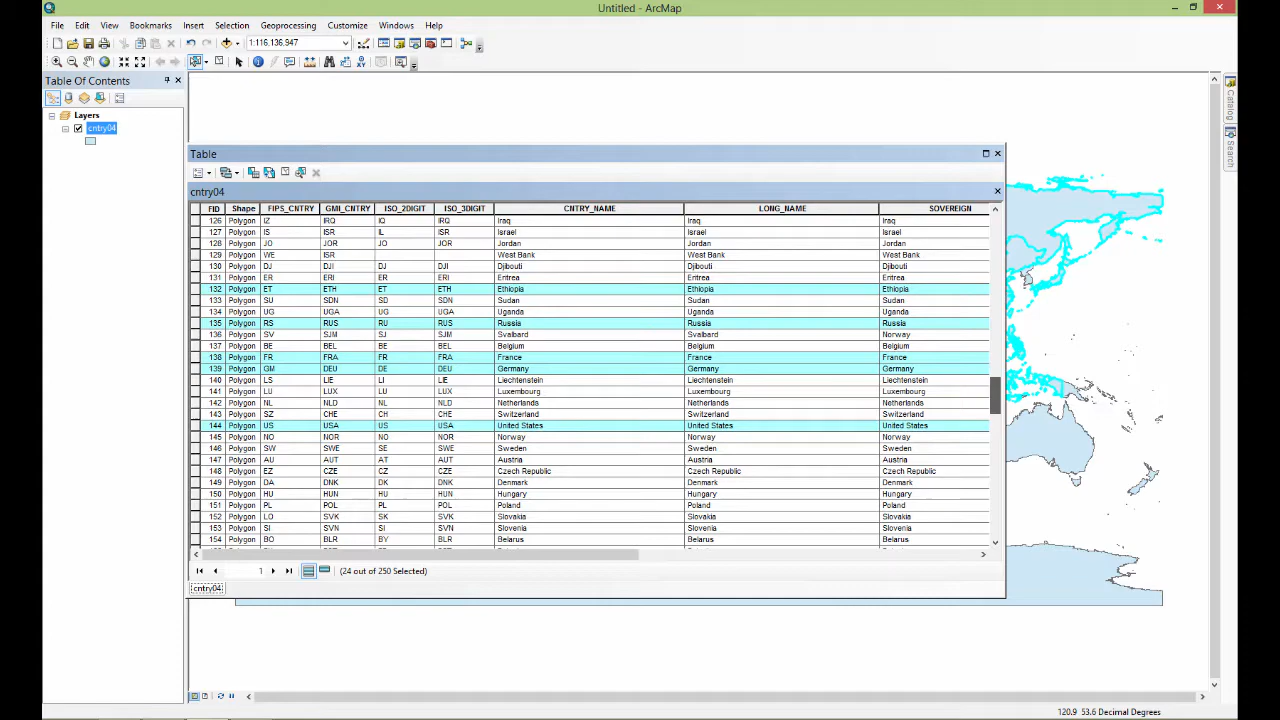 Untitled - ArcMap
File Edit View Bookmarks Insert Selection Geoprocessing Customize Windows Help
1:116,136,947
Table Of Contents
Layers
cntry04
Table
cntry04
FID Shape FIPS_CNTRY GMI_CNTRY ISO_2DIGIT ISO_3DIGIT CNTRY_NAME LONG_NAME SOVEREIGN
126 Polygon IZ IRQ IQ IRQ Iraq Iraq Iraq
127 Polygon IS ISR IL ISR Israel Israel Israel
128 Polygon JO JOR JO JOR Jordan Jordan Jordan
129 Polygon WE ISR West Bank West Bank West Bank
130 Polygon DJ DJI DJ DJI Djibouti Djibouti Djibouti
131 Polygon ER ERI ER ERI Eritrea Eritrea Eritrea
132 Polygon ET ETH ET ETH Ethiopia Ethiopia Ethiopia
133 Polygon SU SDN SD SDN Sudan Sudan Sudan
134 Polygon UG UGA UG UGA Uganda Uganda Uganda
135 Polygon RS RUS RU RUS Russia Russia Russia
136 Polygon SV SJM SJ SJM Svalbard Svalbard Norway
137 Polygon BE BEL BE BEL Belgium Belgium Belgium
138 Polygon FR FRA FR FRA France France France
139 Polygon GM DEU DE DEU Germany Germany Germany
140 Polygon LS LIE LI LIE Liechtenstein Liechtenstein Liechtenstein
141 Polygon LU LUX LU LUX Luxembourg Luxembourg Luxembourg
142 Polygon NL NLD NL NLD Netherlands Netherlands Netherlands
143 Polygon SZ CHE CH CHE Switzerland Switzerland Switzerland
144 Polygon US USA US USA United States United States United States
145 Polygon NO NOR NO NOR Norway Norway Norway
146 Polygon SW SWE SE SWE Sweden Sweden Sweden
147 Polygon AU AUT AT AUT Austria Austria Austria
148 Polygon EZ CZE CZ CZE Czech Republic Czech Republic Czech Republic
149 Polygon DA DNK DK DNK Denmark Denmark Denmark
150 Polygon HU HUN HU HUN Hungary Hungary Hungary
151 Polygon PL POL PL POL Poland Poland Poland
152 Polygon LO SVK SK SVK Slovakia Slovakia Slovakia
153 Polygon SI SVN SI SVN Slovenia Slovenia Slovenia
154 Polygon BO BLR BY BLR Belarus Belarus Belarus
1 (24 out of 250 Selected)
cntry04
Catalog
Search
120.9 53.6 Decimal Degrees